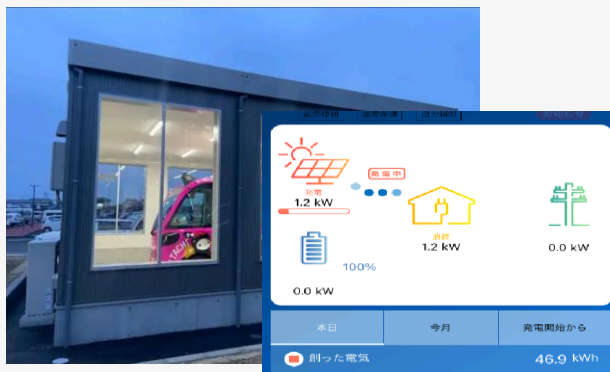 TACHI
発電中
発電
1.2 kW
消費
1.2 kW
0.0 kW
100%
0.0 kW
本日
今月
発電開始から
創った電気
46.9 kWh